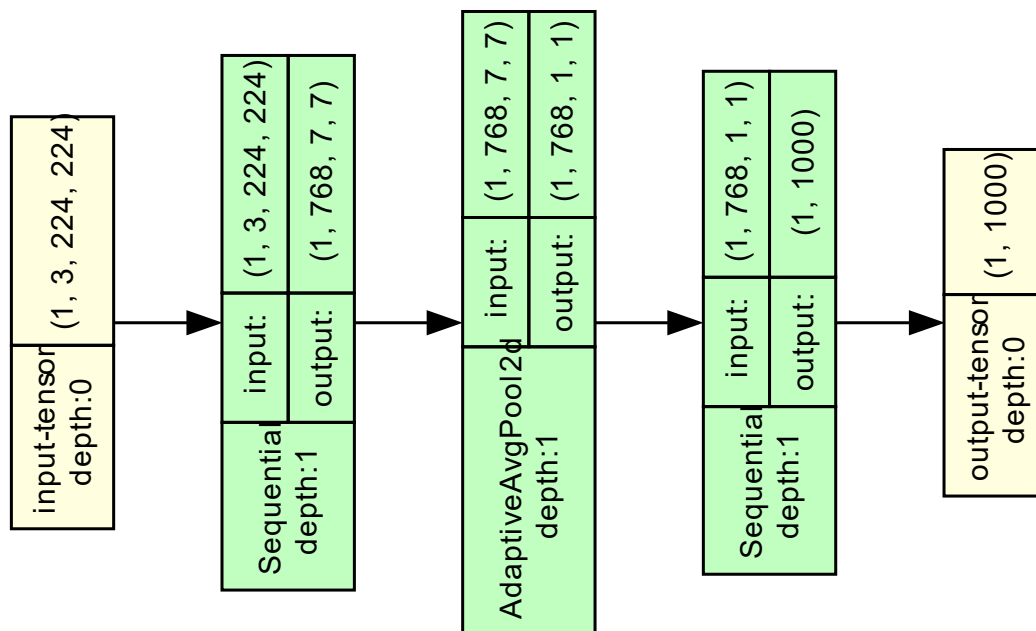 input-tensor
depth:0
(1, 3, 224, 224)
Sequential
depth:1
input:
(1, 3, 224, 224)
output:
(1, 768, 7, 7)
AdaptiveAvgPool2d
depth:1
input:
(1, 768, 7, 7)
output:
(1, 768, 1, 1)
Sequential
depth:1
input:
(1, 768, 1, 1)
output:
(1, 1000)
output-tensor
depth:0
(1, 1000)